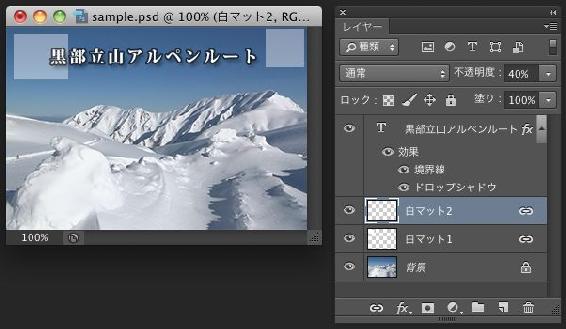 sample.psd @ 100% (白マット2, RG...
黒部立山アルペンルート
100%
レイヤー
種類
T
通常
不透明度: 40%
ロック:
塗り: 100%
T 黒部立山アルペンルート fx
効果
境界線
ドロップシャドウ
白マット2
白マット1
背景
fx